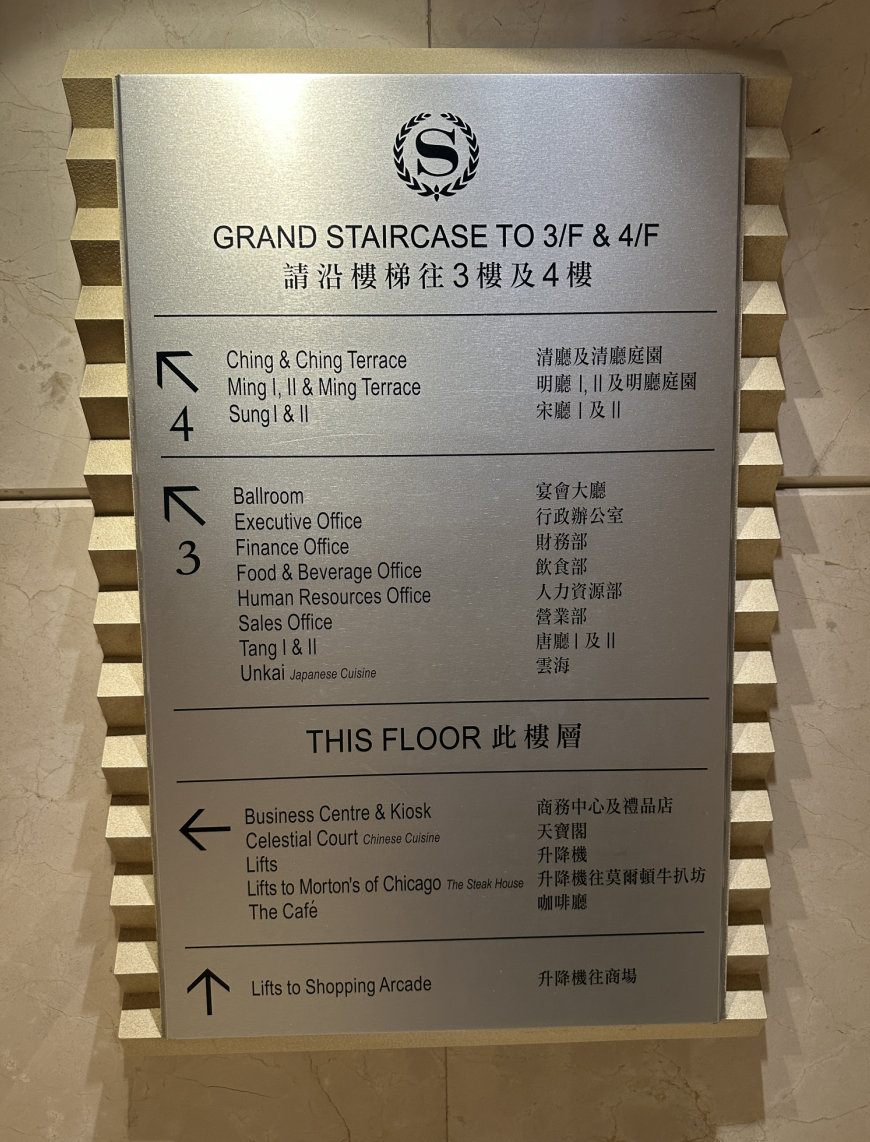 S
GRAND STAIRCASE TO 3/F & 4/F
請沿樓梯往3樓及4樓
4
Ching & Ching Terrace 清廳及清廳庭園
Ming I, II & Ming Terrace 明廳 I, II 及明廳庭園
Sung I & II 宋廳 I 及 II
3
Ballroom 宴會大廳
Executive Office 行政辦公室
Finance Office 財務部
Food & Beverage Office 飲食部
Human Resources Office 人力資源部
Sales Office 營業部
Tang I & II 唐廳 I 及 II
Unkai Japanese Cuisine 雲海
THIS FLOOR 此樓層
Business Centre & Kiosk 商務中心及禮品店
Celestial Court Chinese Cuisine 天寶閣
Lifts 升降機
Lifts to Morton's of Chicago The Steak House 升降機往莫爾頓牛扒坊
The Café 咖啡廳
Lifts to Shopping Arcade 升降機往商場